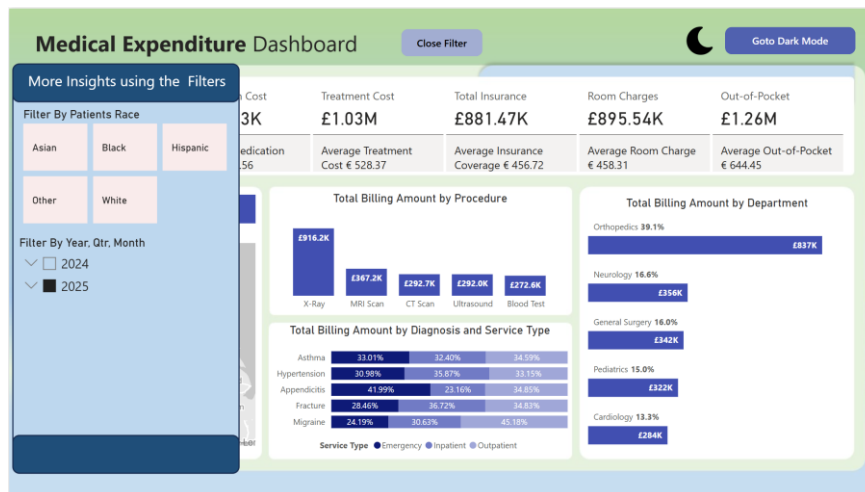 Medical Expenditure Dashboard
Close Filter
Goto Dark Mode
More Insights using the Filters
Filter By Patients Race
Asian
Black
Hispanic
Other
White
Filter By Year, Qtr, Month
2024
2025
Cost
3K
.56
Treatment Cost
£1.03M
Average Treatment
Cost € 528.37
Total Insurance
£881.47K
Average Insurance
Coverage € 456.72
Room Charges
£895.54K
Average Room Charge
€ 458.31
Out-of-Pocket
£1.26M
Average Out-of-Pocket
€ 644.45
Total Billing Amount by Procedure
£916.2K
£367.2K
£292.7K
£292.0K
£272.6K
X-Ray
MRI Scan
CT Scan
Ultrasound
Blood Test
Total Billing Amount by Diagnosis and Service Type
Asthma 33.01% 32.40% 34.59%
Hypertension 30.98% 35.87% 33.15%
Appendicitis 41.99% 23.16% 34.85%
Fracture 28.46% 36.72% 34.83%
Migraine 24.19% 30.63% 45.18%
Service Type Emergency Inpatient Outpatient
Total Billing Amount by Department
Orthopedics 39.1%
£837K
Neurology 16.6%
£356K
General Surgery 16.0%
£342K
Pediatrics 15.0%
£322K
Cardiology 13.3%
£284K